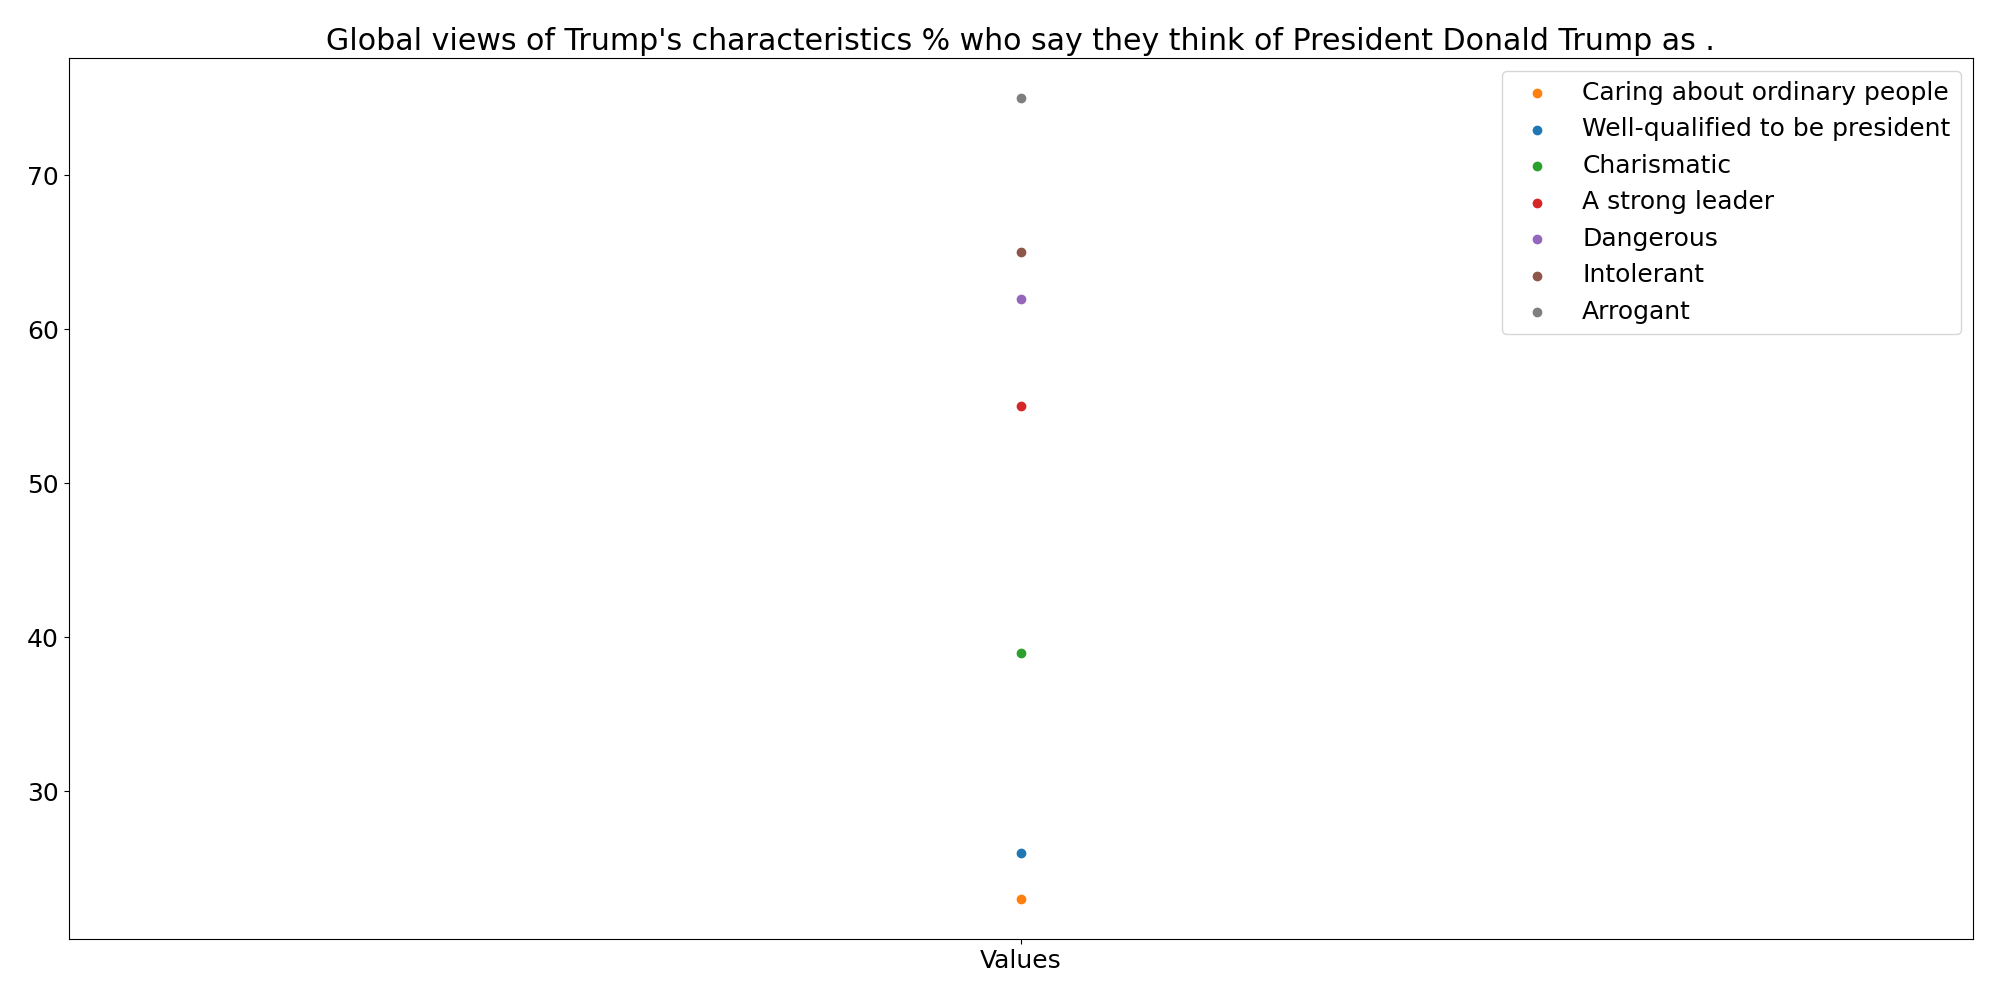 Global views of Trump's characteristics % who say they think of President Donald Trump as .
Caring about ordinary people
Well-qualified to be president
Charismatic
A strong leader
Dangerous
Intolerant
Arrogant
70
60
50
40
30
Values